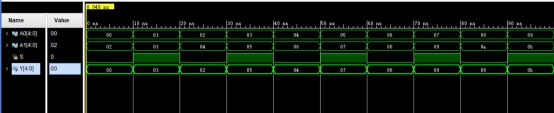 0.049 ns
Name Value
0 ns 10 ns 20 ns 30 ns 40 ns 50 ns 60 ns 70 ns 80 ns 90 ns
A0[4:0] 00 00 01 02 03 04 05 06 07 08 09
A1[4:0] 02 02 03 04 05 06 07 08 09 0a 0b
S 0
Y[4:0] 00 00 03 02 05 04 07 06 09 08 0b